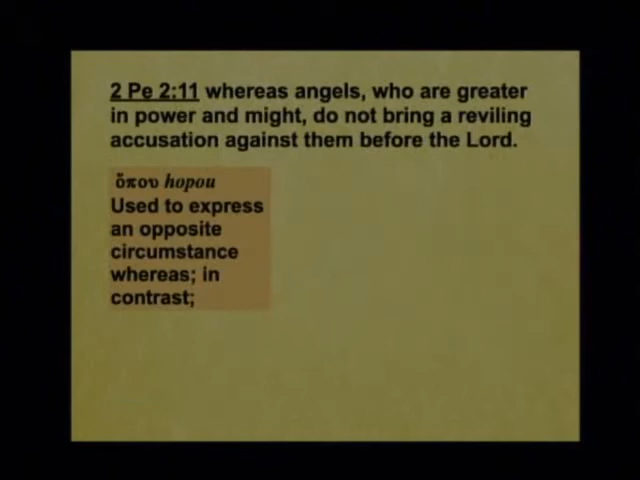 2 Pe 2:11 whereas angels, who are greater
in power and might, do not bring a reviling
accusation against them before the Lord.
ὅπου hopou
Used to express
an opposite
circumstance
whereas; in
contrast;